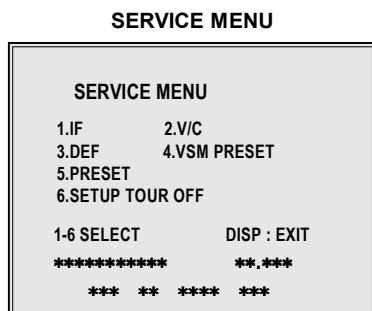 SERVICE MENU
SERVICE MENU
1.IF 2.V/C
3.DEF 4.VSM PRESET
5.PRESET
6.SETUP TOUR OFF
1-6 SELECT DISP : EXIT
*********** **.***
*** ** **** ***